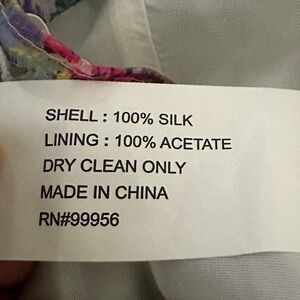 SHELL : 100% SILK
LINING : 100% ACETATE
DRY CLEAN ONLY
MADE IN CHINA
RN#99956